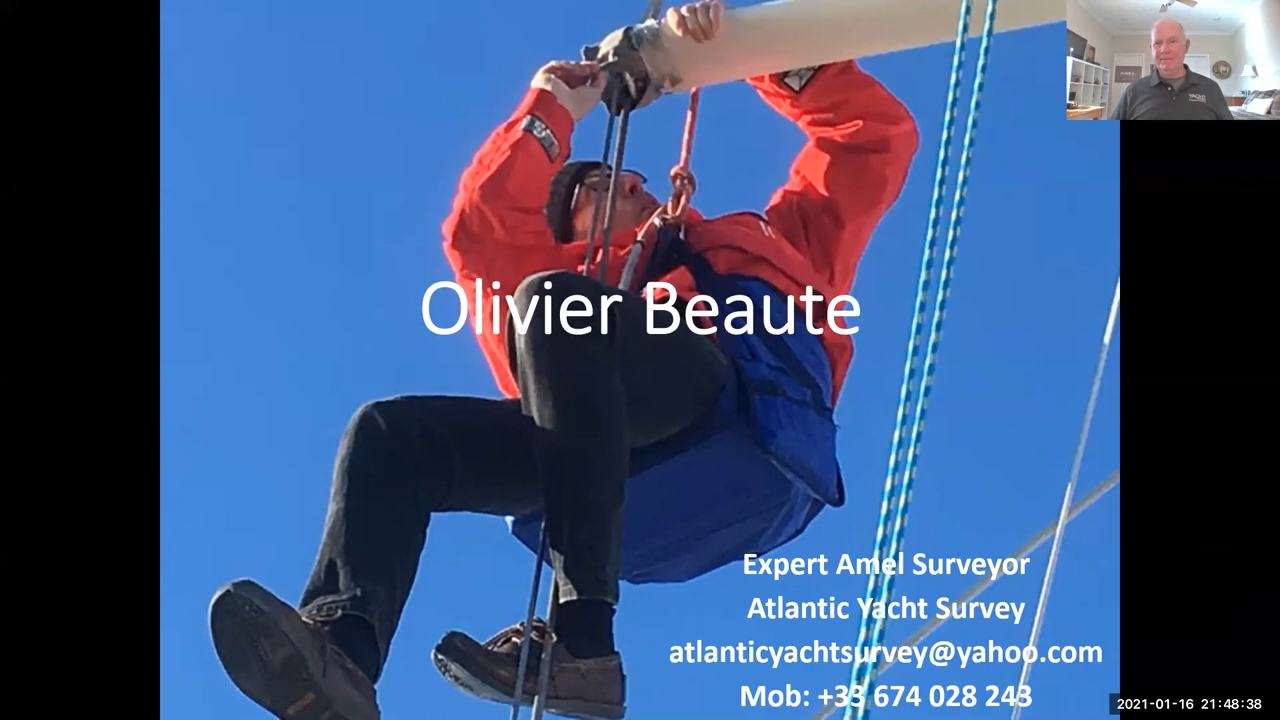 Olivier Beaute
Expert Amel Surveyor
Atlantic Yacht Survey
atlanticyachtsurvey@yahoo.com
Mob: +33 674 028 243
2021-01-16 21:48:38
YACHT